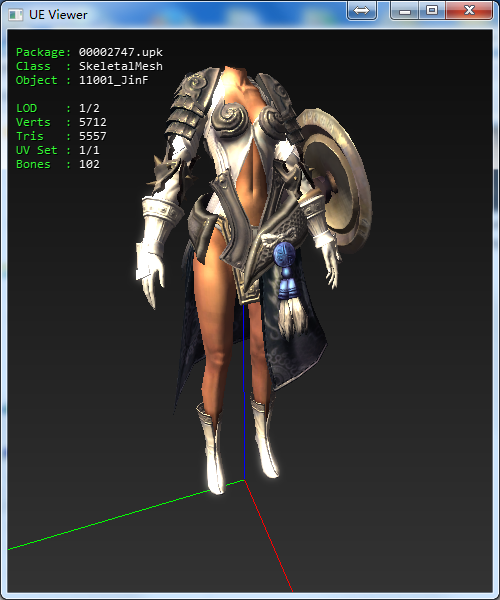 UE Viewer
Package: 00002747.upk
Class : SkeletalMesh
Object : 11001_JinF
LOD : 1/2
Verts : 5712
Tris : 5557
UV Set : 1/1
Bones : 102